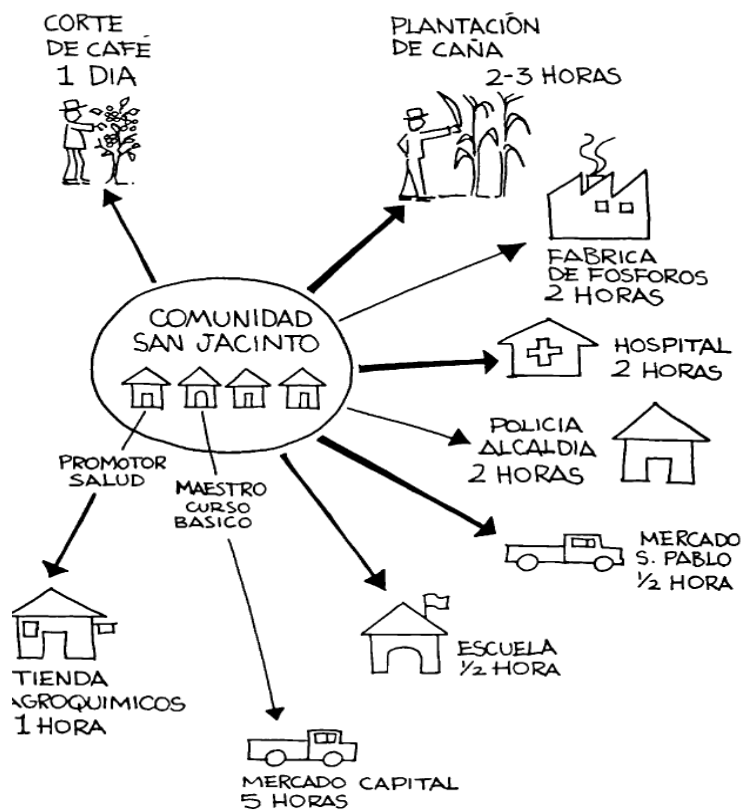 CORTE
DE CAFÉ
1 DIA
PLANTACIÓN
DE CAÑA
2-3 HORAS
FABRICA
DE FOSFOROS
2 HORAS
COMUNIDAD
SAN JACINTO
HOSPITAL
2 HORAS
POLICIA
ALCALDIA
2 HORAS
PROMOTOR
SALUD
MAESTRO
CURSO
BASICO
MERCADO
S. PABLO
½ HORA
ESCUELA
½ HORA
TIENDA
AGROQUIMICOS
1 HORA
MERCADO CAPITAL
5 HORAS